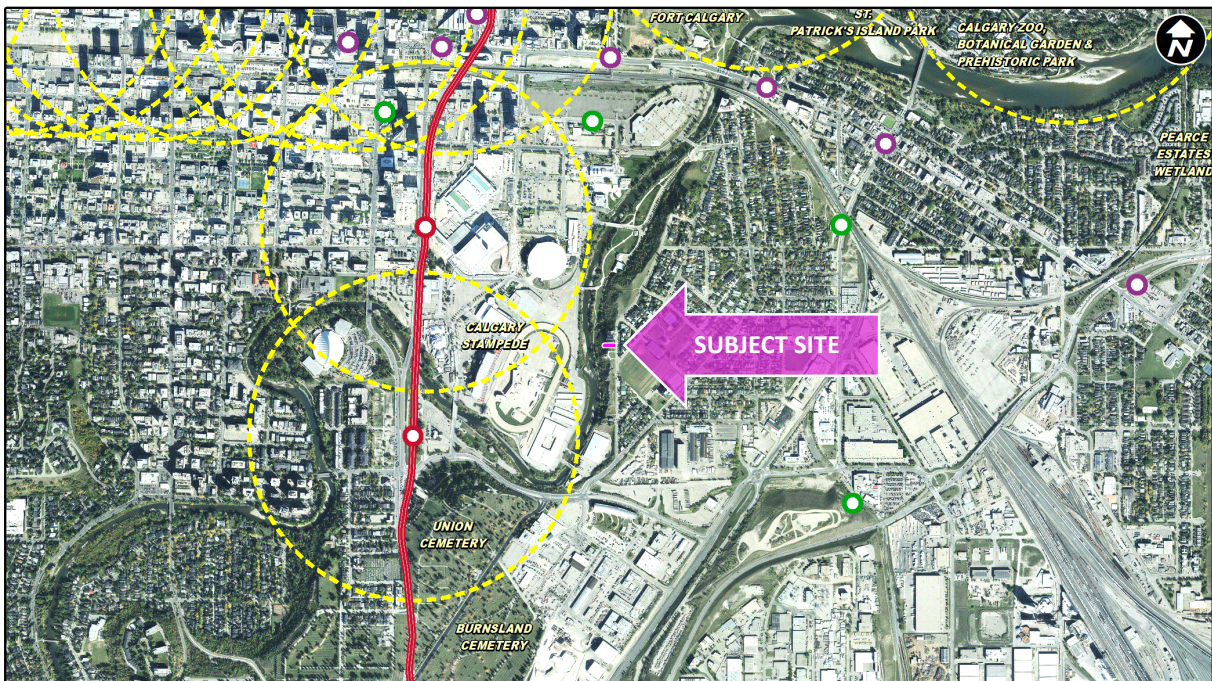 FORT CALGARY
ST.
PATRICK'S ISLAND PARK
CALGARY ZOO,
BOTANICAL GARDEN &
PREHISTORIC PARK
N
PEARCE
ESTATES
WETLAND
CALGARY
STAMPEDE
SUBJECT SITE
UNION
CEMETERY
BURNSLAND
CEMETERY